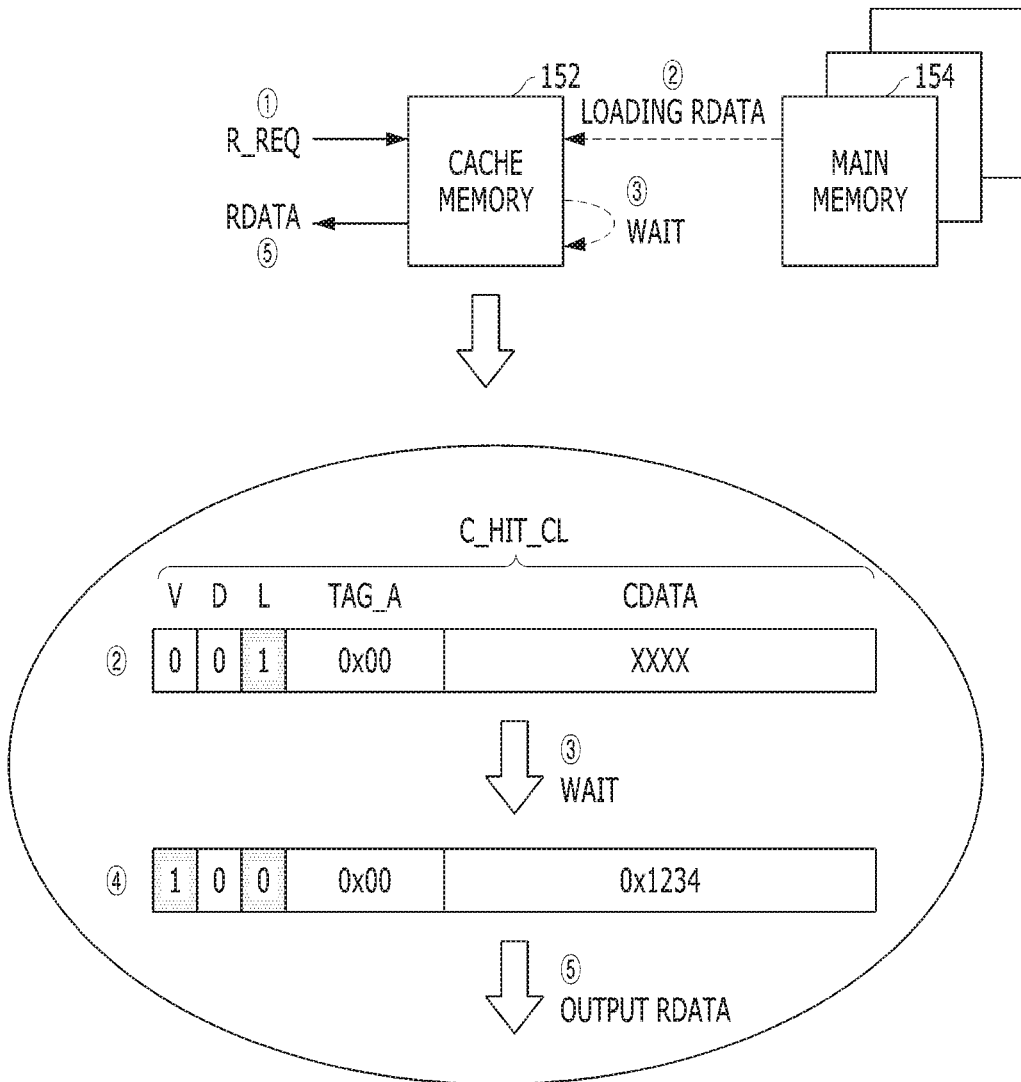 152
154
①
R_REQ
②
LOADING RDATA
CACHE
MEMORY
MAIN
MEMORY
③
WAIT
RDATA
⑤
C_HIT_CL
V D L TAG_A CDATA
② 0 0 1 0x00 XXXX
③
WAIT
④ 1 0 0 0x00 0x1234
⑤
OUTPUT RDATA